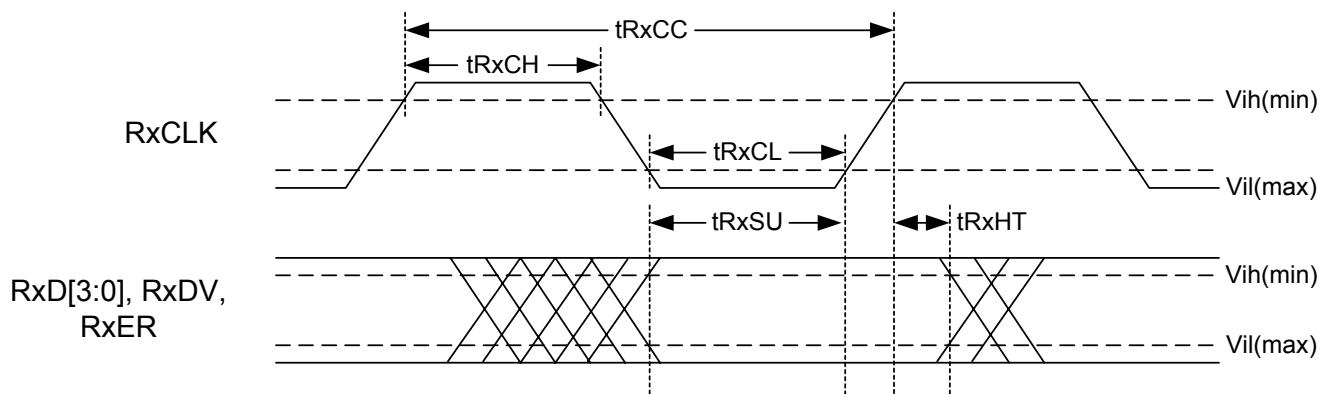 tRxCC
tRxCH
Vih(min)
RxCLK
tRxCL
Vil(max)
tRxSU
tRxHT
RxD[3:0], RxDV,
RxER
Vih(min)
Vil(max)